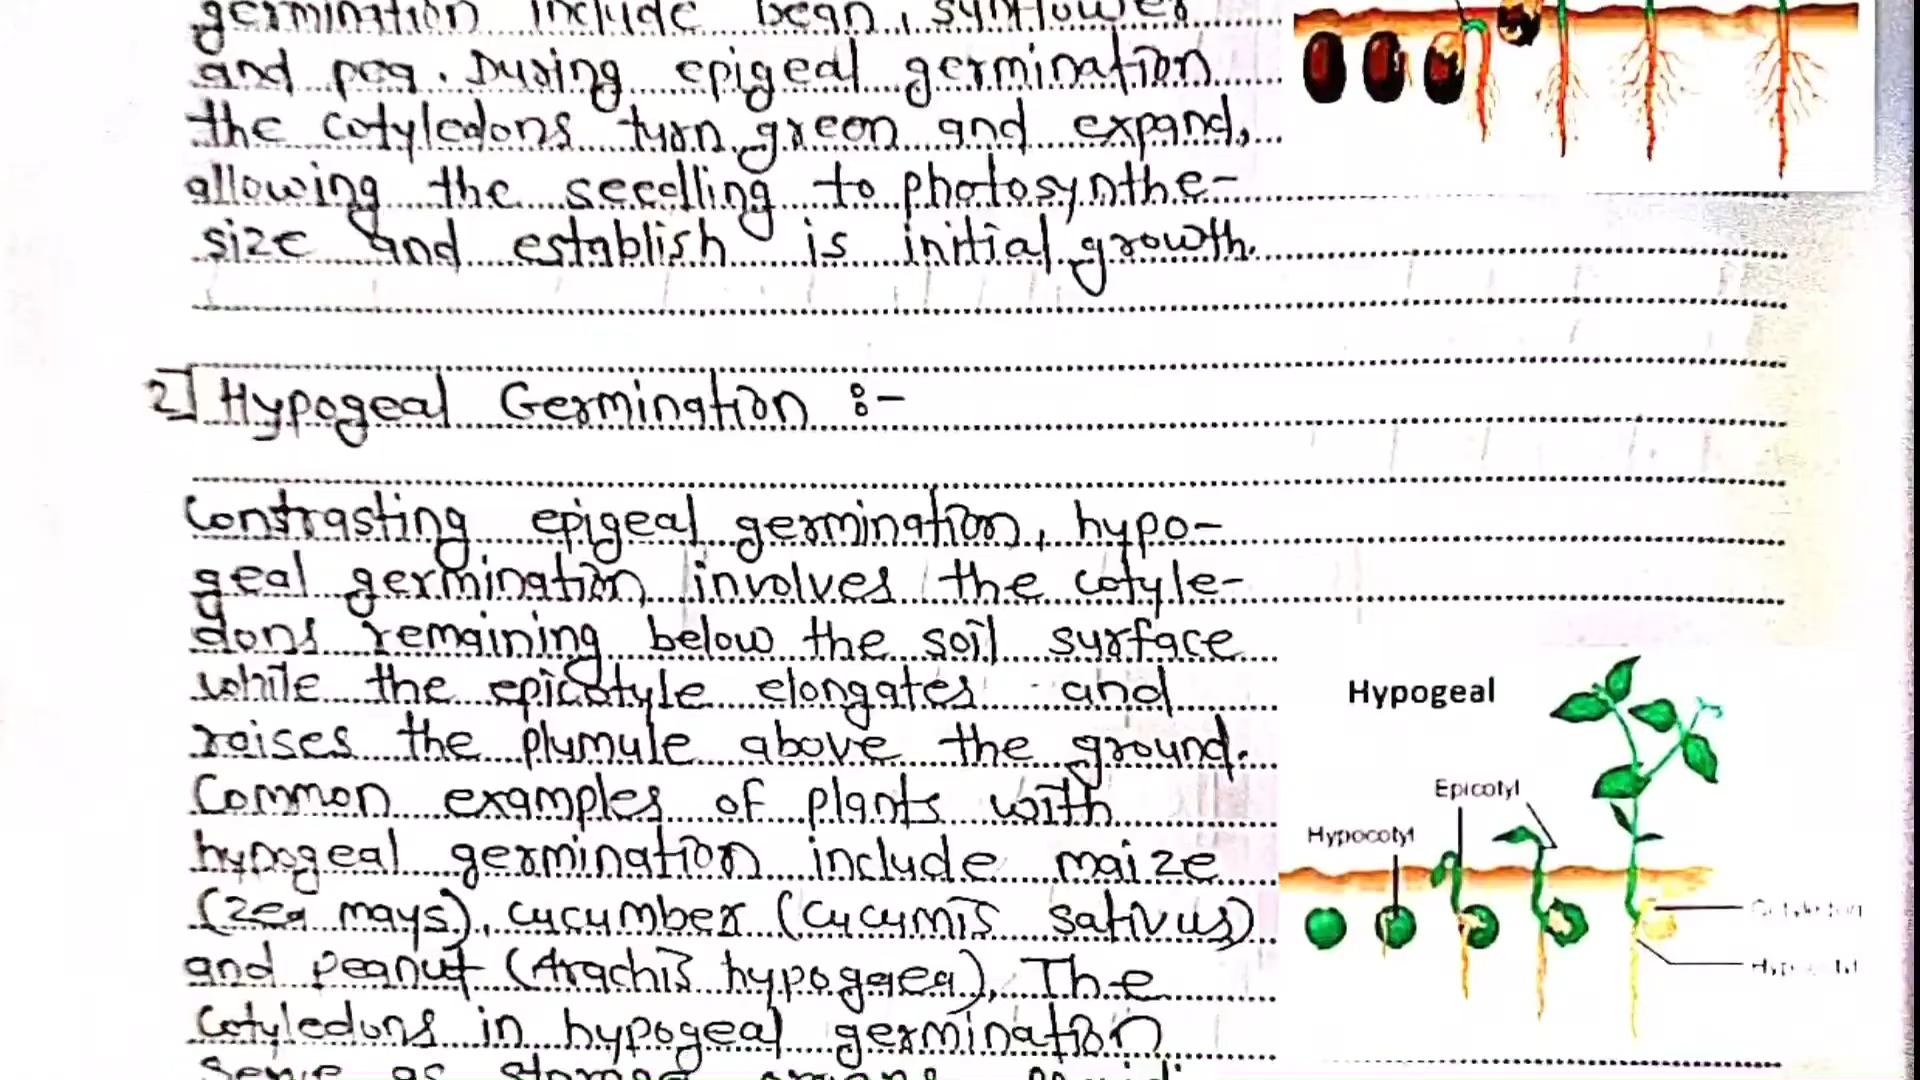 germination include bean, sunflower
and pea. During epigeal germination
the cotyledons turn green and expand,
allowing the seedling to photosynthe-
size and establish is initial growth.
2] Hypogeal Germination :-
Contrasting epigeal germination, hypo-
geal germination involves the cotyle-
dons remaining below the soil surface
while the epicotyle elongates and
raises the plumule above the ground.
Common examples of plants with
hypogeal germination include maize
(Zea mays), cucumber (Cucumis sativus)
and Peanut (Arachis hypogaea). The
Cotyledons in hypogeal germination
Hypogeal
Epicotyl
Hypocotyl